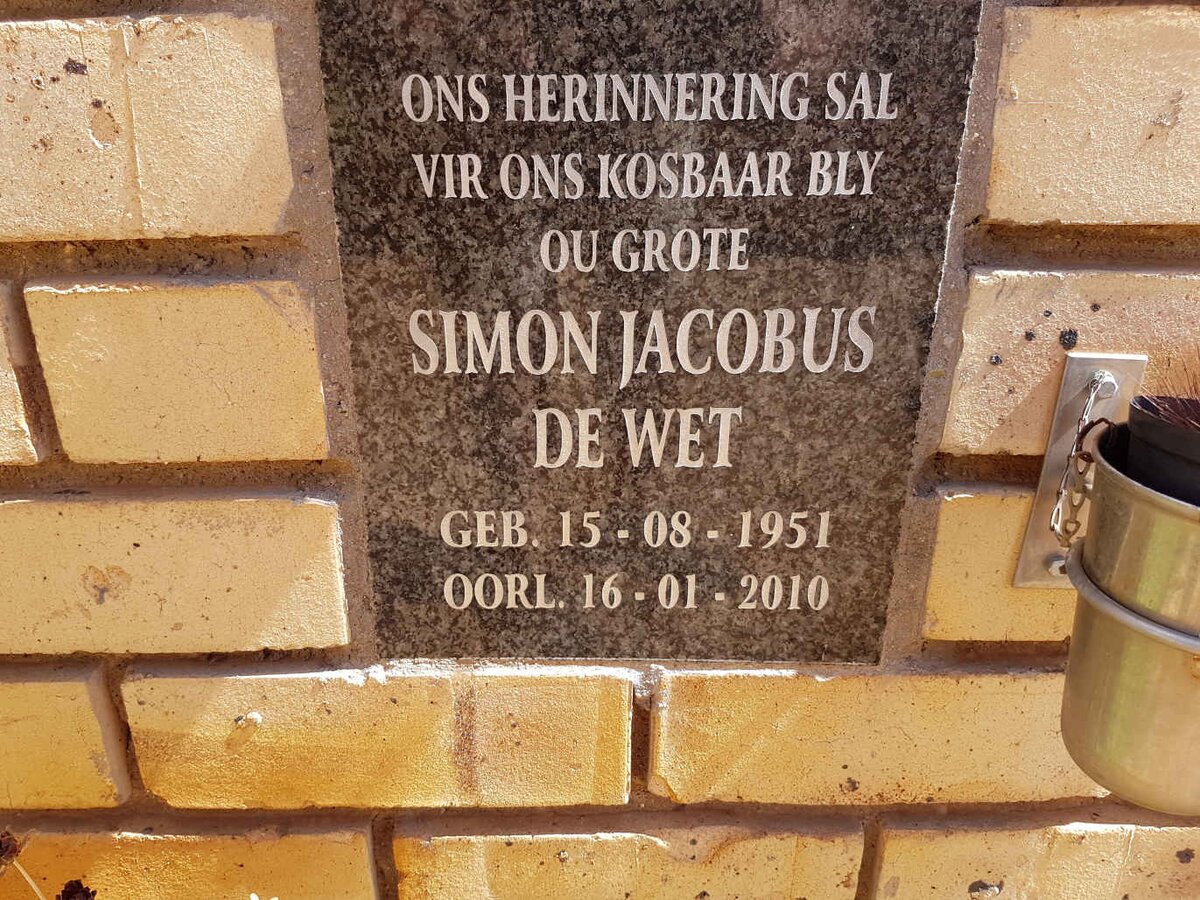 ONS HERINNERING SAL
VIR ONS KOSBAAR BLY
OU GROTE
SIMON JACOBUS
DE WET
GEB. 15 - 08 - 1951
OORL. 16 - 01 - 2010